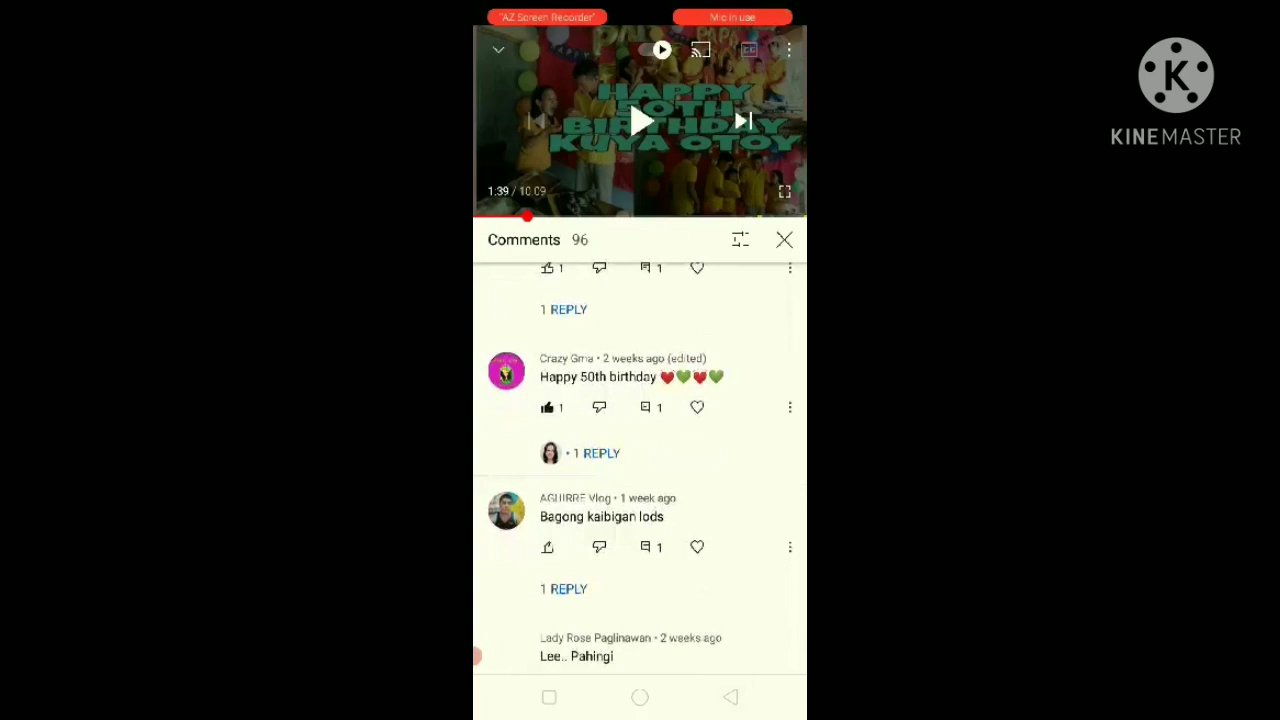 "AZ Screen Recorder"
Mic in use
PAPA
HAPPY
50TH
BIRTHDAY
KUYA OTOY
CC
1:39 / 10:09
K
KINEMASTER
Comments 96
1 1
1 REPLY
Crazy Gma • 2 weeks ago (edited)
Happy 50th birthday ❤️💚❤️💚
1 1
• 1 REPLY
AGUIRRE Vlog • 1 week ago
Bagong kaibigan lods
1
1 REPLY
Lady Rose Paglinawan • 2 weeks ago
Lee.. Pahingi